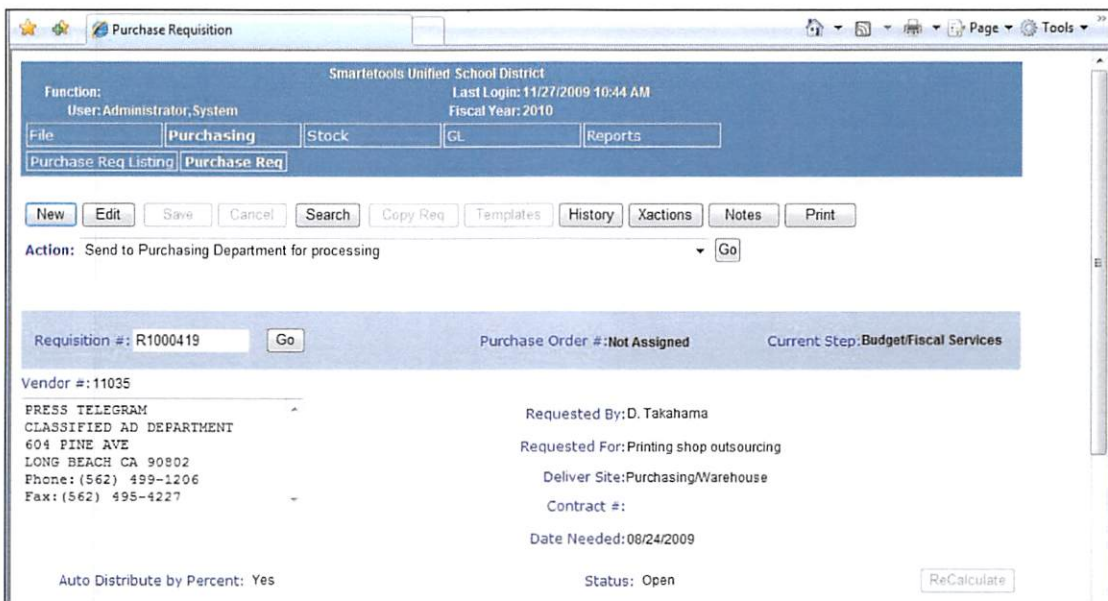 Purchase Requisition Page Tools
Smartetools Unified School District
Function: Last Login: 11/27/2009 10:44 AM
User: Administrator,System Fiscal Year: 2010
File Purchasing Stock GL Reports
Purchase Req Listing Purchase Req
New Edit Save Cancel Search Copy Req Templates History Xactions Notes Print
Action: Send to Purchasing Department for processing Go
Requisition #: R1000419 Go Purchase Order #:Not Assigned Current Step:Budget/Fiscal Services
Vendor #:11035
PRESS TELEGRAM
CLASSIFIED AD DEPARTMENT
604 PINE AVE
LONG BEACH CA 90802
Phone:(562) 499-1206
Fax:(562) 495-4227
Requested By:D. Takahama
Requested For:Printing shop outsourcing
Deliver Site:Purchasing/Warehouse
Contract #:
Date Needed:08/24/2009
Auto Distribute by Percent: Yes Status: Open ReCalculate